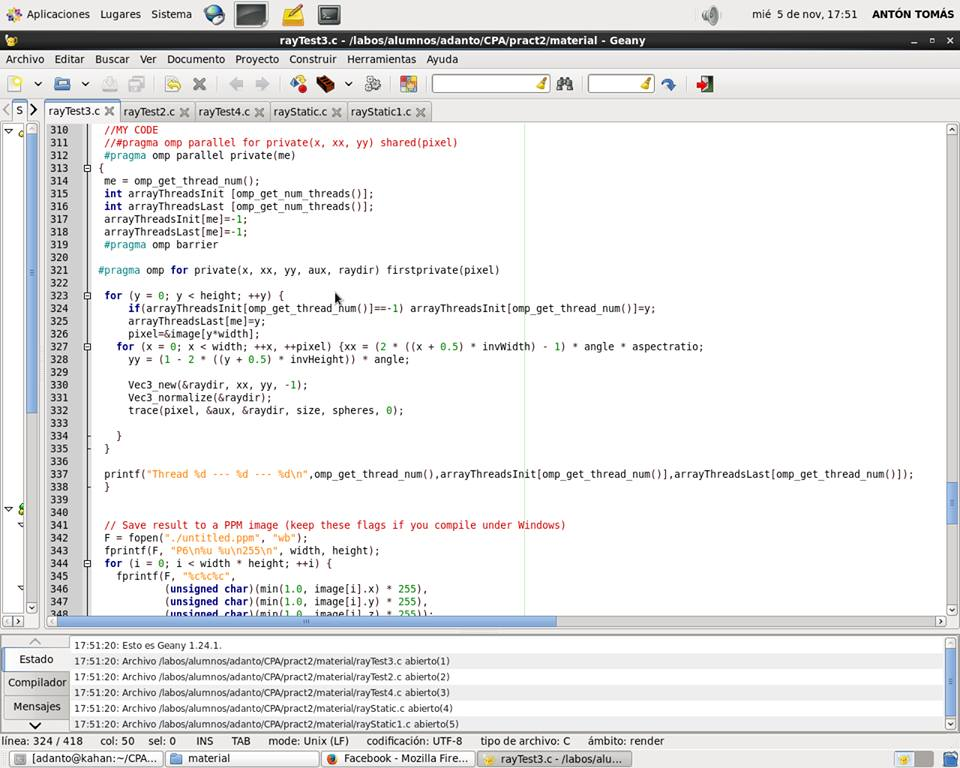 Aplicaciones Lugares Sistema mié 5 de nov, 17:51 ANTÓN TOMÁS
rayTest3.c - /labos/alumnos/adanto/CPA/pract2/material - Geany
Archivo Editar Buscar Ver Documento Proyecto Construir Herramientas Ayuda
S rayTest3.c rayTest2.c rayTest4.c rayStatic.c rayStatic1.c
310 //MY CODE
311 //#pragma omp parallel for private(x, xx, yy) shared(pixel)
312 #pragma omp parallel private(me)
313 {
314 me = omp_get_thread_num();
315 int arrayThreadsInit [omp_get_num_threads()];
316 int arrayThreadsLast [omp_get_num_threads()];
317 arrayThreadsInit[me]=-1;
318 arrayThreadsLast[me]=-1;
319 #pragma omp barrier
320
321 #pragma omp for private(x, xx, yy, aux, raydir) firstprivate(pixel)
322
323 for (y = 0; y < height; ++y) {
324 if(arrayThreadsInit[omp_get_thread_num()]==-1) arrayThreadsInit[omp_get_thread_num()]=y;
325 arrayThreadsLast[me]=y;
326 pixel=&image[y*width];
327 for (x = 0; x < width; ++x, ++pixel) {xx = (2 * ((x + 0.5) * invWidth) - 1) * angle * aspectratio;
328 yy = (1 - 2 * ((y + 0.5) * invHeight)) * angle;
329
330 Vec3_new(&raydir, xx, yy, -1);
331 Vec3_normalize(&raydir);
332 trace(pixel, &aux, &raydir, size, spheres, 0);
333
334 }
335 }
336
337 printf("Thread %d --- %d --- %d\n",omp_get_thread_num(),arrayThreadsInit[omp_get_thread_num()],arrayThreadsLast[omp_get_thread_num()]);
338 }
339
340
341 // Save result to a PPM image (keep these flags if you compile under Windows)
342 F = fopen("./untitled.ppm", "wb");
343 fprintf(F, "P6\n%u %u\n255\n", width, height);
344 for (i = 0; i < width * height; ++i) {
345 fprintf(F, "%c%c%c",
346 (unsigned char)(min(1.0, image[i].x) * 255),
347 (unsigned char)(min(1.0, image[i].y) * 255),
348 (unsigned char)(min(1.0, image[i].z) * 255));
Estado
Compilador
Mensajes
17:51:20: Esto es Geany 1.24.1.
17:51:20: Archivo /labos/alumnos/adanto/CPA/pract2/material/rayTest3.c abierto(1)
17:51:20: Archivo /labos/alumnos/adanto/CPA/pract2/material/rayTest2.c abierto(2)
17:51:20: Archivo /labos/alumnos/adanto/CPA/pract2/material/rayTest4.c abierto(3)
17:51:20: Archivo /labos/alumnos/adanto/CPA/pract2/material/rayStatic.c abierto(4)
17:51:20: Archivo /labos/alumnos/adanto/CPA/pract2/material/rayStatic1.c abierto(5)
línea: 324 / 418 col: 50 sel: 0 INS TAB mode: Unix (LF) codificación: UTF-8 tipo de archivo: C ámbito: render
[adanto@kahan:~/CPA... material Facebook - Mozilla Fire... rayTest3.c - /labos/alu...